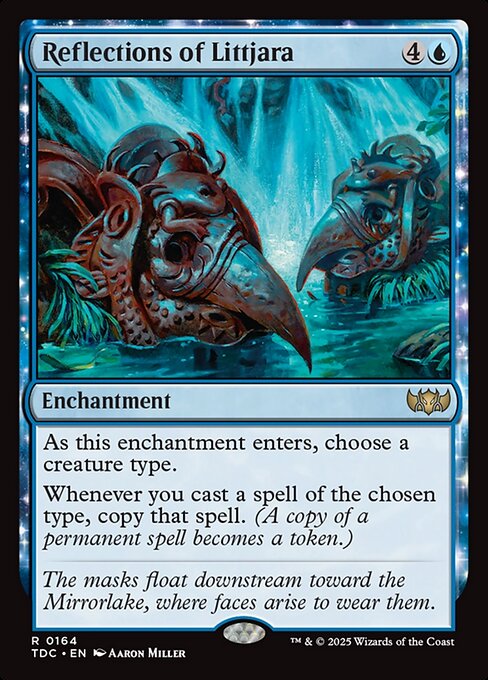 Reflections of Littjara 4
Enchantment
As this enchantment enters, choose a
creature type.
Whenever you cast a spell of the chosen
type, copy that spell. (A copy of a
permanent spell becomes a token.)
The masks float downstream toward the
Mirrorlake, where faces arise to wear them.
R 0164
TDC • EN AARON MILLER
™ & © 2025 Wizards of the Coast